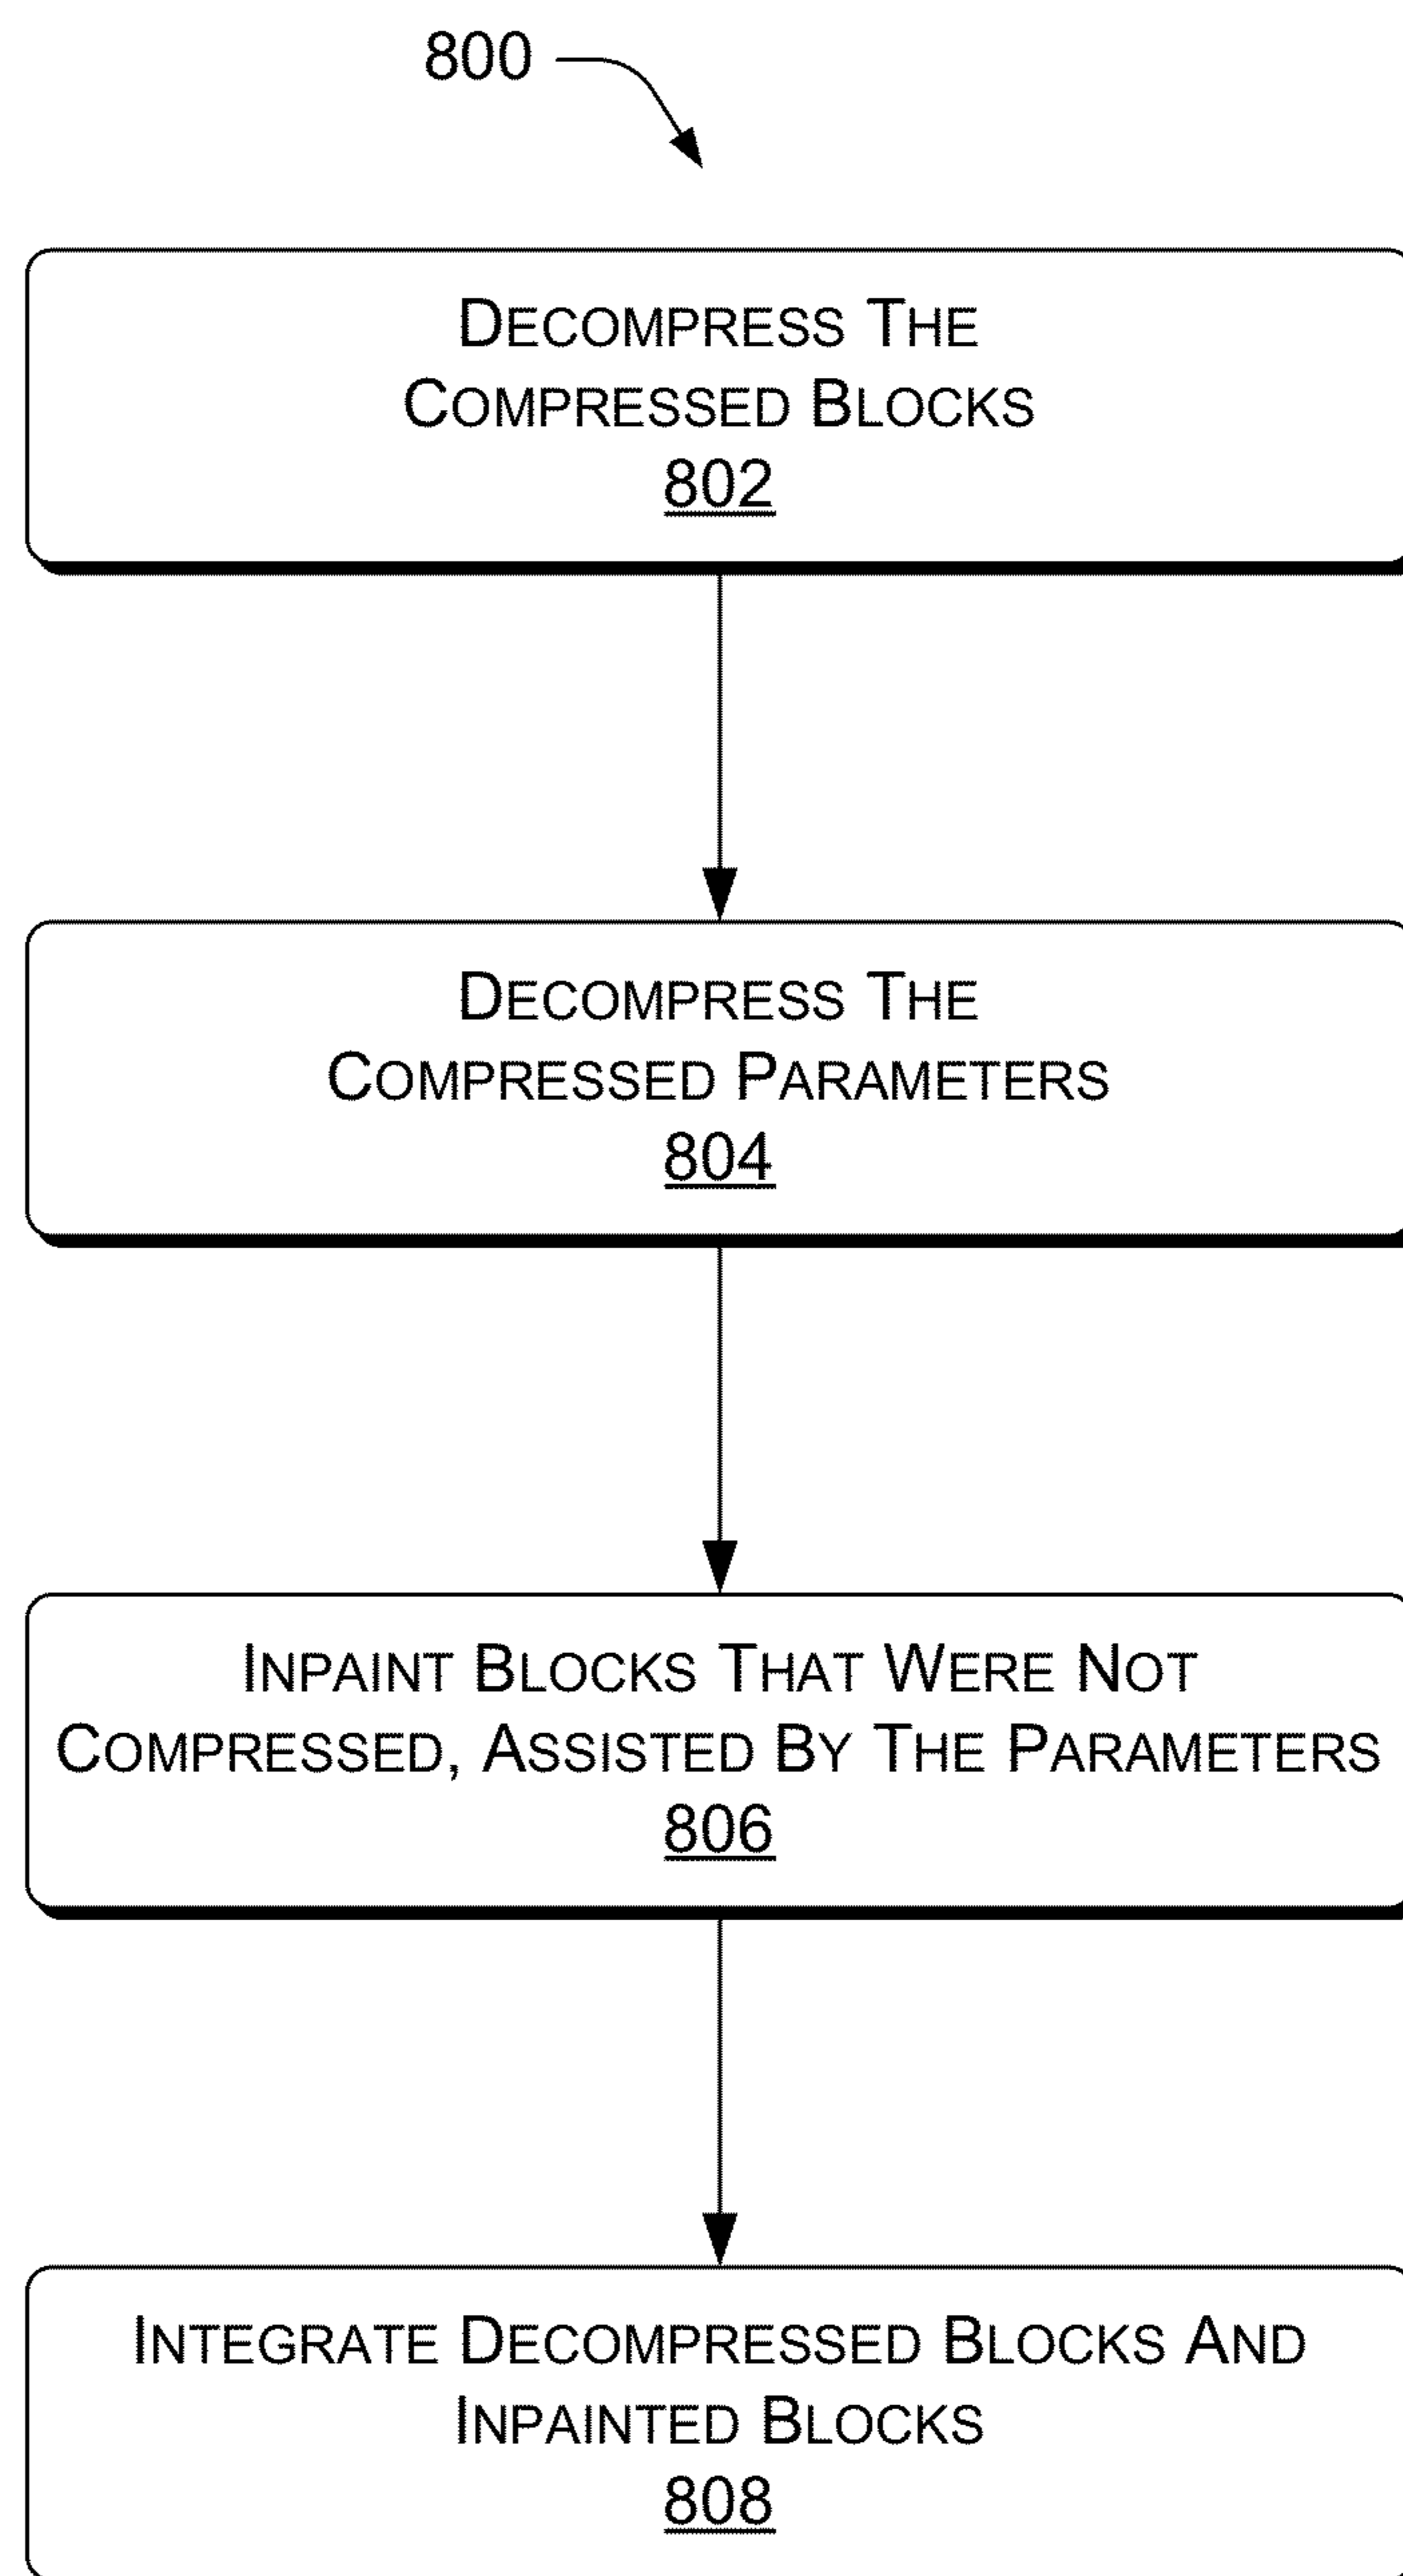 800
DECOMPRESS THE
COMPRESSED BLOCKS
802
DECOMPRESS THE
COMPRESSED PARAMETERS
804
INPAINT BLOCKS THAT WERE NOT
COMPRESSED, ASSISTED BY THE PARAMETERS
806
INTEGRATE DECOMPRESSED BLOCKS AND
INPAINTED BLOCKS
808